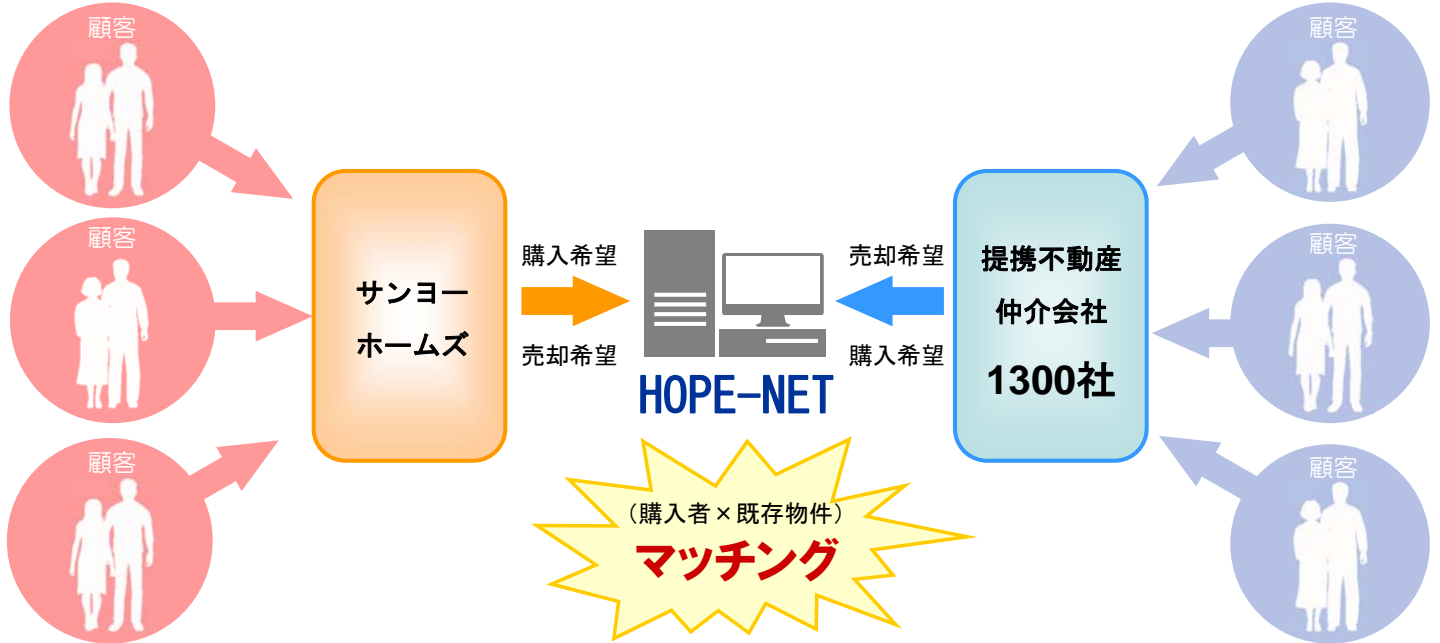 顧客
顧客
顧客
サンヨー
ホームズ
購入希望
売却希望
HOPE-NET
売却希望
購入希望
提携不動産
仲介会社
1300社
顧客
顧客
顧客
（購入者×既存物件）
マッチング